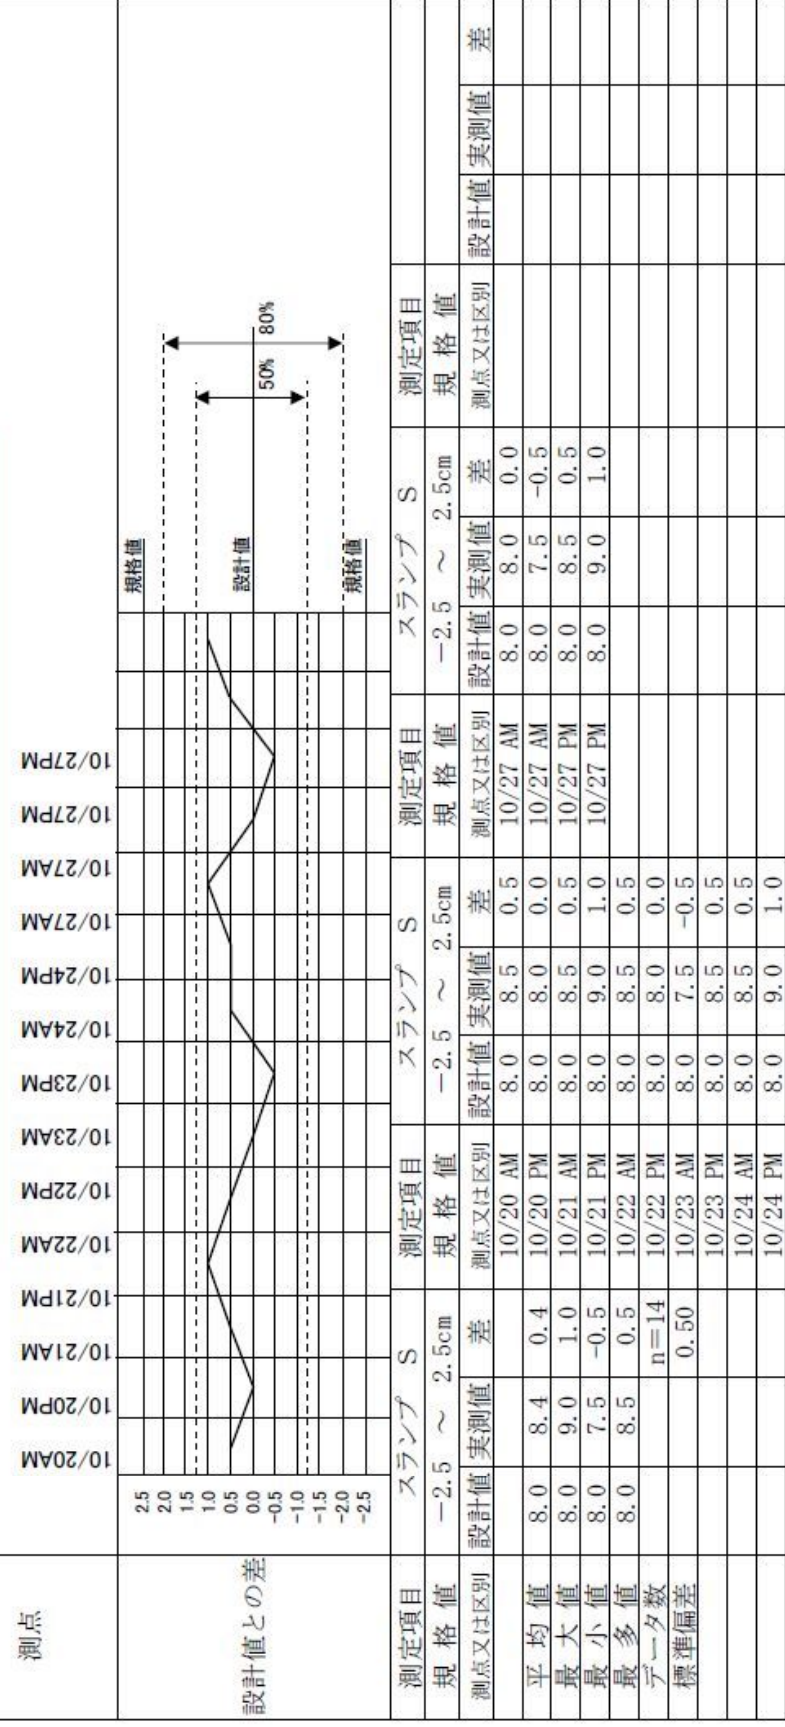 測点
10/20AM 10/20PM 10/21AM 10/21PM 10/22AM 10/22PM 10/23AM 10/23PM 10/24AM 10/24PM 10/27AM 10/27AM 10/27PM 10/27PM
設計値との差
2.5
2.0
1.5
1.0
0.5
0.0
-0.5
-1.0
-1.5
-2.0
-2.5
規格値
設計値
規格値
50%
80%
測定項目 スランプ S 測定項目 スランプ S 測定項目 スランプ S 測定項目
規格値 －2.5 ～ 2.5cm 規格値 －2.5 ～ 2.5cm 規格値 －2.5 ～ 2.5cm 規格値
測点又は区別 設計値 実測値 差 測点又は区別 設計値 実測値 差 測点又は区別 設計値 実測値 差 測点又は区別 設計値 実測値 差
10/20 AM 8.0 8.5 0.5 10/27 AM 8.0 8.0 0.0
平均値 8.0 8.4 0.4 10/20 PM 8.0 8.0 0.0 10/27 AM 8.0 7.5 -0.5
最大値 8.0 9.0 1.0 10/21 AM 8.0 8.5 0.5 10/27 PM 8.0 8.5 0.5
最小値 8.0 7.5 -0.5 10/21 PM 8.0 9.0 1.0 10/27 PM 8.0 9.0 1.0
最多値 8.0 8.5 0.5 10/22 AM 8.0 8.5 0.5
データ数 n＝14 10/22 PM 8.0 8.0 0.0
標準偏差 0.50 10/23 AM 8.0 7.5 -0.5
10/23 PM 8.0 8.5 0.5
10/24 AM 8.0 8.5 0.5
10/24 PM 8.0 9.0 1.0